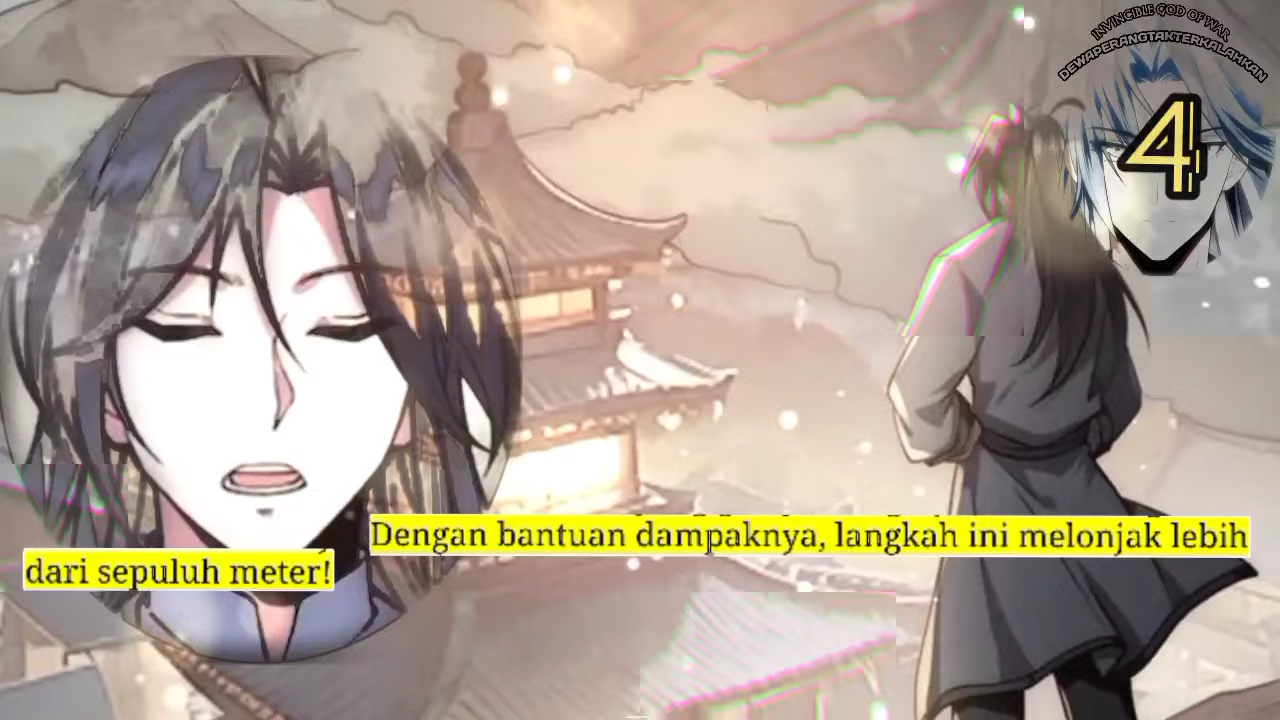 INVINCIBLE GOD OF WAR
DEWAPERANGTAKTERKALAHKAN
4
Dengan bantuan dampaknya, langkah ini melonjak lebih
dari sepuluh meter!